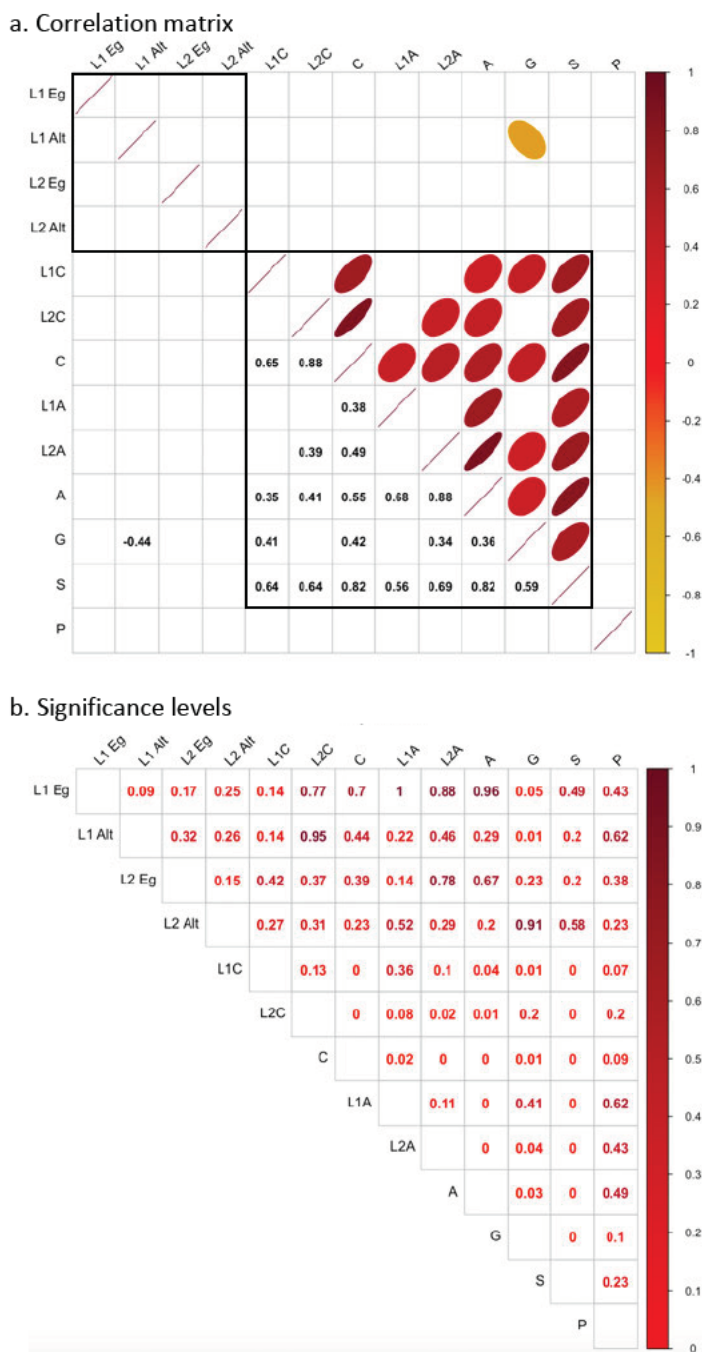 a. Correlation matrix
L1 Eg L1 Alt L2 Eg L2 Alt L1C L2C C L1A L2A A G S P
L1 Eg
L1 Alt
L2 Eg
L2 Alt
L1C
L2C
C 0.65 0.88
L1A 0.38
L2A 0.39 0.49
A 0.35 0.41 0.55 0.68 0.88
G -0.44 0.41 0.42 0.34 0.36
S 0.64 0.64 0.82 0.56 0.69 0.82 0.59
P
1
0.8
0.6
0.4
0.2
0
-0.2
-0.4
-0.6
-0.8
-1
b. Significance levels
L1 Eg L1 Alt L2 Eg L2 Alt L1C L2C C L1A L2A A G S P
L1 Eg 0.09 0.17 0.25 0.14 0.77 0.7 1 0.88 0.96 0.05 0.49 0.43
L1 Alt 0.32 0.26 0.14 0.95 0.44 0.22 0.46 0.29 0.01 0.2 0.62
L2 Eg 0.15 0.42 0.37 0.39 0.14 0.78 0.67 0.23 0.2 0.38
L2 Alt 0.27 0.31 0.23 0.52 0.29 0.2 0.91 0.58 0.23
L1C 0.13 0 0.36 0.1 0.04 0.01 0 0.07
L2C 0 0.08 0.02 0.01 0.2 0 0.2
C 0.02 0 0 0.01 0 0.09
L1A 0.11 0 0.41 0 0.62
L2A 0 0.04 0 0.43
A 0.03 0 0.49
G 0 0.1
S 0.23
P
1
0.9
0.8
0.7
0.6
0.5
0.4
0.3
0.2
0.1
0